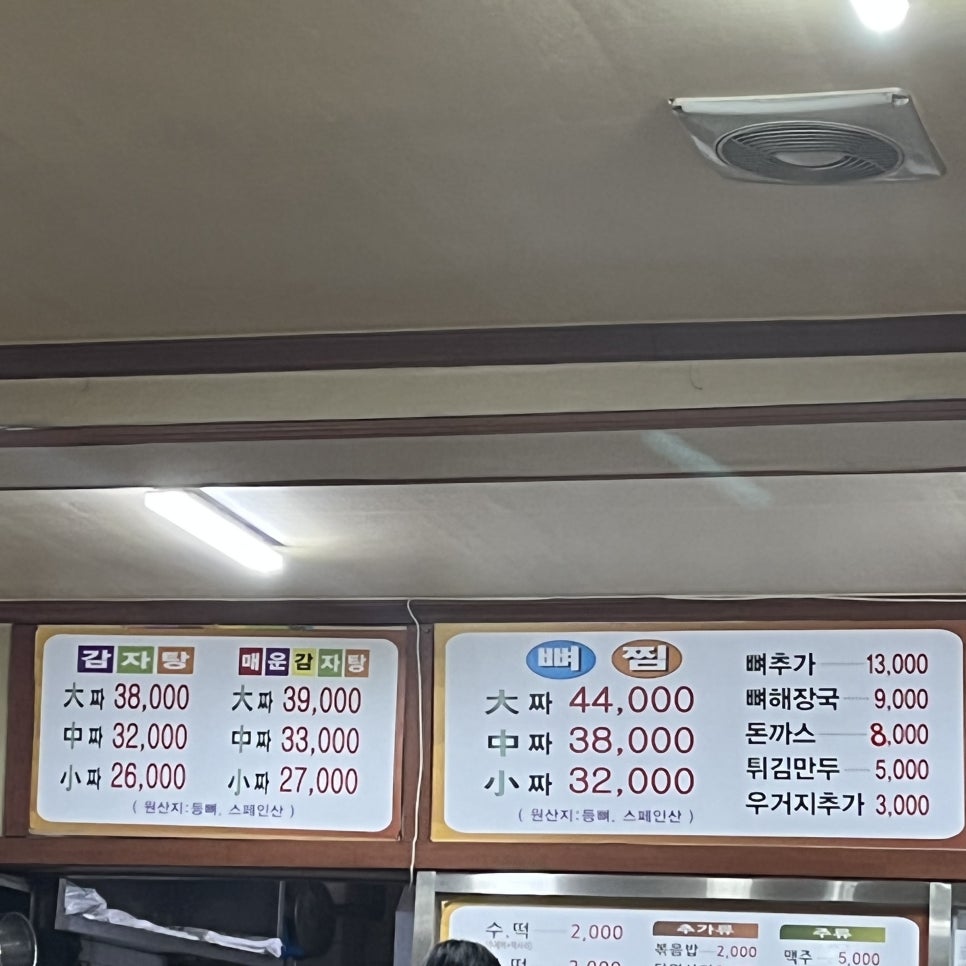 감자탕
大 짜 38,000
中 짜 32,000
小 짜 26,000
매운감자탕
大 짜 39,000
中 짜 33,000
小 짜 27,000
( 원산지:등뼈, 스페인산 )
뼈 찜
大 짜 44,000
中 짜 38,000
小 짜 32,000
( 원산지:등뼈, 스페인산 )
뼈추가 13,000
뼈해장국 9,000
돈까스 8,000
튀김만두 5,000
우거지추가 3,000
수.떡 2,000
떡
추가류
볶음밥 2,000
주류
맥주 5,000